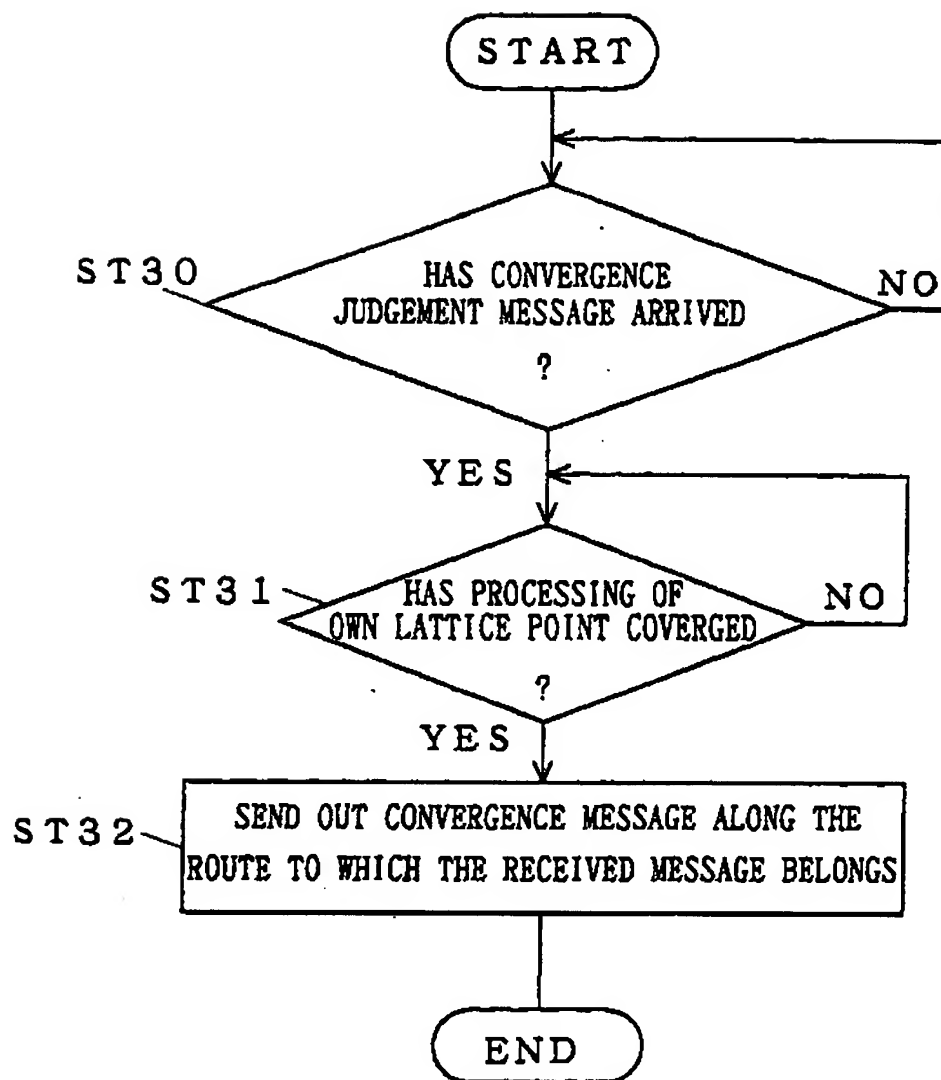 START
ST30
HAS CONVERGENCE
JUDGEMENT MESSAGE ARRIVED
?
NO
YES
ST31
HAS PROCESSING OF
OWN LATTICE POINT COVERGED
?
NO
YES
ST32
SEND OUT CONVERGENCE MESSAGE ALONG THE
ROUTE TO WHICH THE RECEIVED MESSAGE BELONGS
END